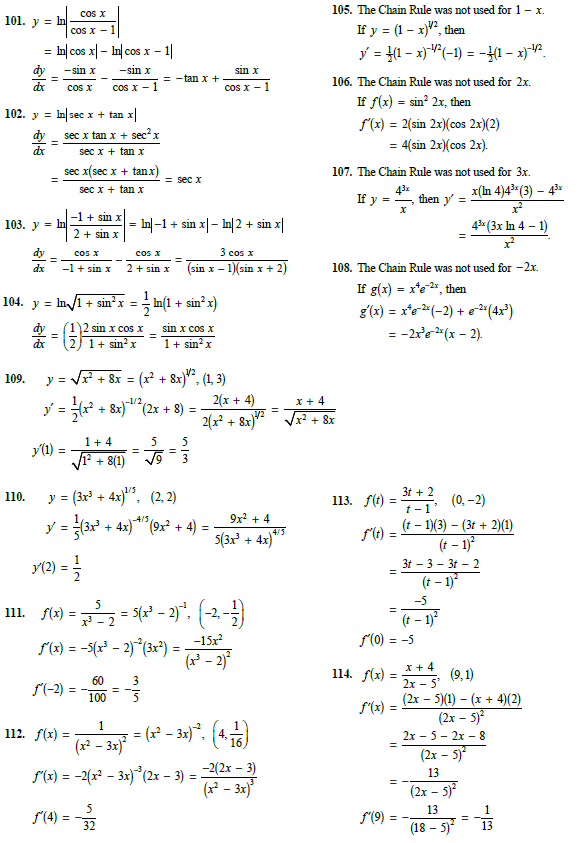 101. y = ln|cos x / (cos x − 1)|
= ln|cos x| − ln|cos x − 1|
dy/dx = (−sin x)/(cos x) − (−sin x)/(cos x − 1) = −tan x + (sin x)/(cos x − 1)
102. y = ln|sec x + tan x|
dy/dx = (sec x tan x + sec² x)/(sec x + tan x)
= (sec x(sec x + tan x))/(sec x + tan x) = sec x
103. y = ln|(−1 + sin x)/(2 + sin x)| = ln|−1 + sin x| − ln|2 + sin x|
dy/dx = (cos x)/(−1 + sin x) − (cos x)/(2 + sin x) = (3 cos x)/((sin x − 1)(sin x + 2))
104. y = ln√(1 + sin² x) = (1/2) ln(1 + sin² x)
dy/dx = (1/2)(2 sin x cos x)/(1 + sin² x) = (sin x cos x)/(1 + sin² x)
105. The Chain Rule was not used for 1 − x.
If y = (1 − x)^(1/2), then
y′ = ½(1 − x)^(−1/2)(−1) = −½(1 − x)^(−1/2).
106. The Chain Rule was not used for 2x.
If f(x) = sin² 2x, then
f′(x) = 2(sin 2x)(cos 2x)(2)
= 4(sin 2x)(cos 2x).
107. The Chain Rule was not used for 3x.
If y = 4^(3x)/x, then y′ = (x(ln 4)4^(3x)(3) − 4^(3x))/x²
= (4^(3x)(3x ln 4 − 1))/x².
108. The Chain Rule was not used for −2x.
If g(x) = x⁴e^(−2x), then
g′(x) = x⁴e^(−2x)(−2) + e^(−2x)(4x³)
= −2x³e^(−2x)(x − 2).
109. y = √(x² + 8x) = (x² + 8x)^(1/2), (1, 3)
y′ = (1/2)(x² + 8x)^(−1/2)(2x + 8) = (2(x + 4))/(2(x² + 8x)^(1/2)) = (x + 4)/√(x² + 8x)
y′(1) = (1 + 4)/√(1² + 8(1)) = 5/√9 = 5/3
110. y = (3x³ + 4x)^(1/5), (2, 2)
y′ = (1/5)(3x³ + 4x)^(−4/5)(9x² + 4) = (9x² + 4)/(5(3x³ + 4x)^(4/5))
y′(2) = 1/2
111. f(x) = 5/(x³ − 2) = 5(x³ − 2)^(−1), (−2, −1/2)
f′(x) = −5(x³ − 2)^(−2)(3x²) = (−15x²)/(x³ − 2)²
f′(−2) = −60/100 = −3/5
112. f(x) = 1/(x² − 3x)² = (x² − 3x)^(−2), (4, 1/16)
f′(x) = −2(x² − 3x)^(−3)(2x − 3) = (−2(2x − 3))/(x² − 3x)³
f′(4) = −5/32
113. f(t) = (3t + 2)/(t − 1), (0, −2)
f′(t) = ((t − 1)(3) − (3t + 2)(1))/(t − 1)²
= (3t − 3 − 3t − 2)/(t − 1)²
= −5/(t − 1)²
f′(0) = −5
114. f(x) = (x + 4)/(2x − 5), (9, 1)
f′(x) = ((2x − 5)(1) − (x + 4)(2))/(2x − 5)²
= (2x − 5 − 2x − 8)/(2x − 5)²
= −13/(2x − 5)²
f′(9) = −13/(18 − 5)² = −1/13